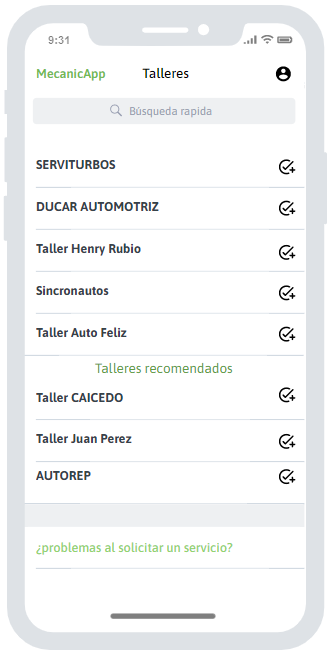 9:31
MecanicApp Talleres
Búsqueda rapida
SERVITURBOS
DUCAR AUTOMOTRIZ
Taller Henry Rubio
Sincronautos
Taller Auto Feliz
Talleres recomendados
Taller CAICEDO
Taller Juan Perez
AUTOREP
¿problemas al solicitar un servicio?